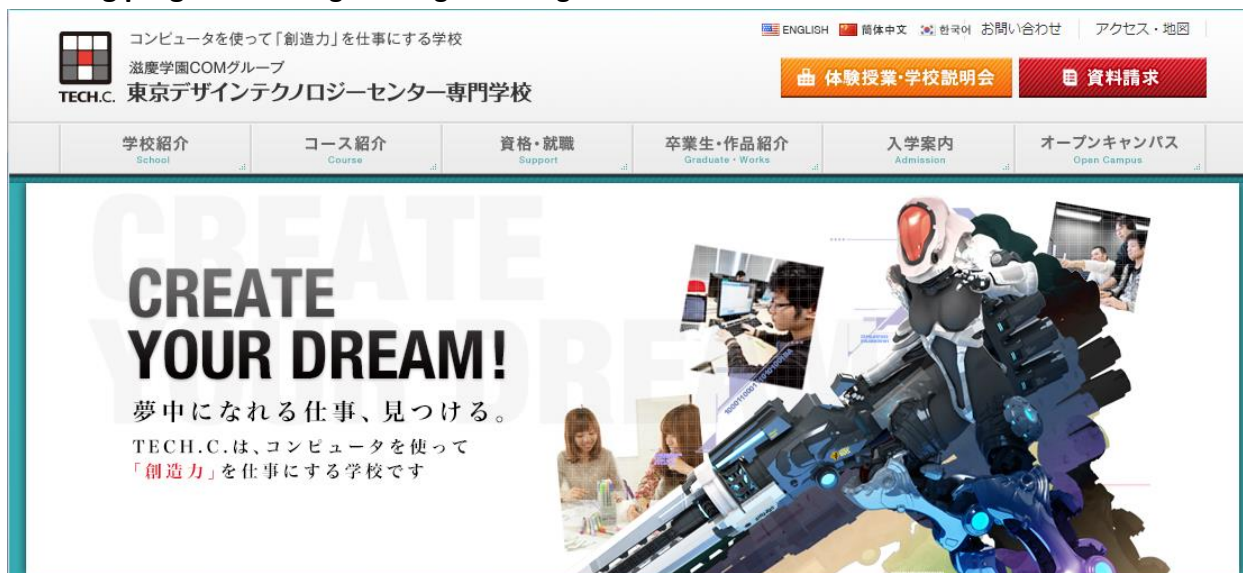 コンピュータを使って「創造力」を仕事にする学校
ENGLISH 简体中文 한국어 お問い合わせ アクセス・地図
滋慶学園COMグループ
東京デザインテクノロジーセンター専門学校
TECH.C.
体験授業・学校説明会 資料請求
学校紹介 コース紹介 資格・就職 卒業生・作品紹介 入学案内 オープンキャンパス
School Course Support Graduate・Works Admission Open Campus
CREATE
YOUR DREAM
CREATE
YOUR DREAM!
夢中になれる仕事、見つける。
TECH.C.は、コンピュータを使って
「創造力」を仕事にする学校です